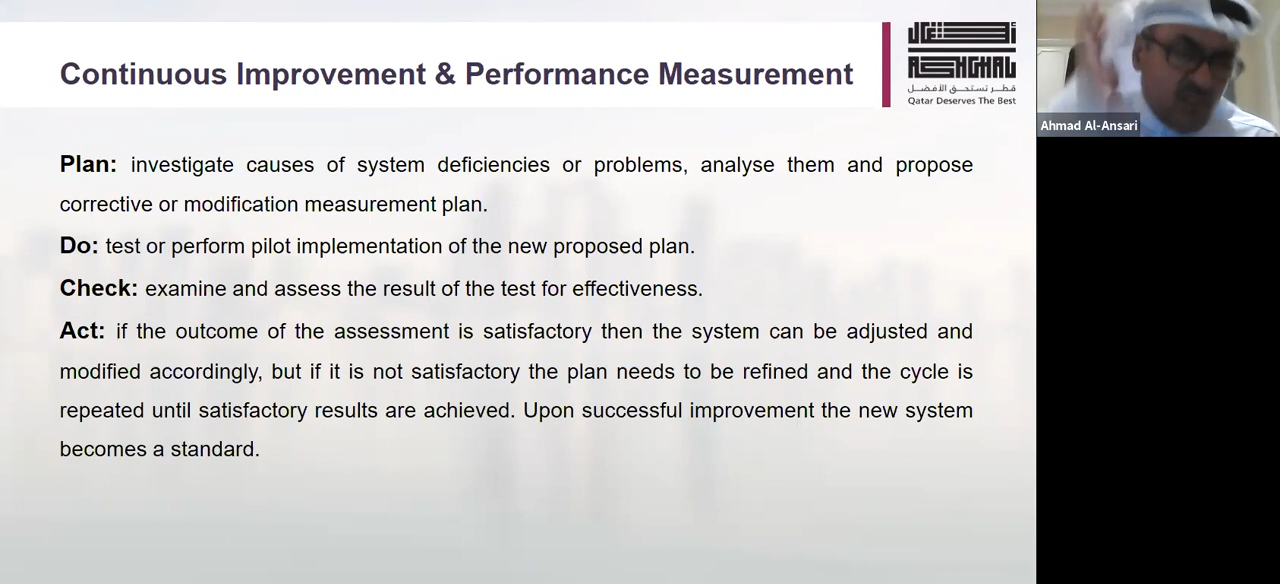 Continuous Improvement & Performance Measurement
أشغال
ASHGHAL
قطر تستحق الأفضل
Qatar Deserves The Best
Ahmad Al-Ansari
Plan: investigate causes of system deficiencies or problems, analyse them and propose
corrective or modification measurement plan.
Do: test or perform pilot implementation of the new proposed plan.
Check: examine and assess the result of the test for effectiveness.
Act: if the outcome of the assessment is satisfactory then the system can be adjusted and
modified accordingly, but if it is not satisfactory the plan needs to be refined and the cycle is
repeated until satisfactory results are achieved. Upon successful improvement the new system
becomes a standard.